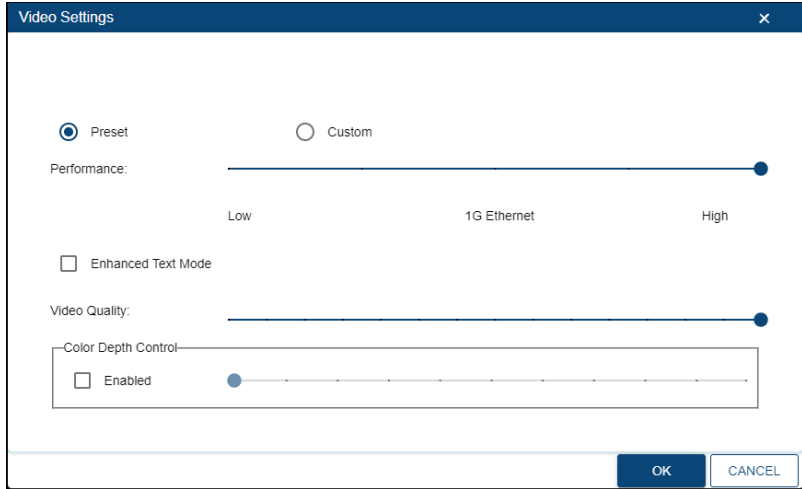 Video Settings
Preset Custom
Performance:
Low 1G Ethernet High
Enhanced Text Mode
Video Quality:
Color Depth Control
Enabled
OK CANCEL